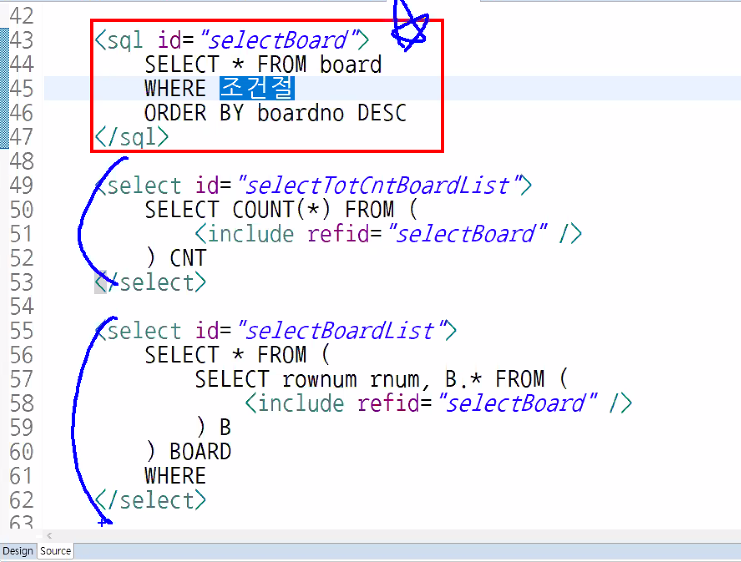 42
43 <sql id="selectBoard">
44 SELECT * FROM board
45 WHERE 조건절
46 ORDER BY boardno DESC
47 </sql>
48
49 <select id="selectTotCntBoardList">
50 SELECT COUNT(*) FROM (
51 <include refid="selectBoard" />
52 ) CNT
53 </select>
54
55 <select id="selectBoardList">
56 SELECT * FROM (
57 SELECT rownum rnum, B.* FROM (
58 <include refid="selectBoard" />
59 ) B
60 ) BOARD
61 WHERE
62 </select>
63
Design Source